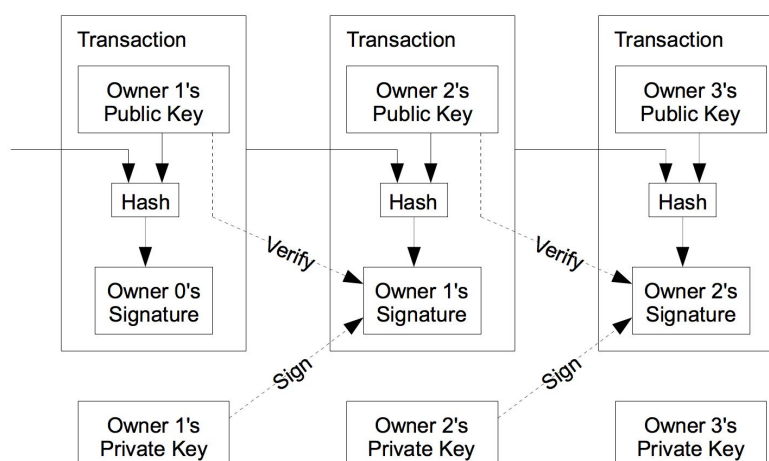 Transaction
Transaction
Transaction
Owner 1's
Public Key
Owner 2's
Public Key
Owner 3's
Public Key
Hash
Hash
Hash
Verify
Verify
Owner 0's
Signature
Owner 1's
Signature
Owner 2's
Signature
Sign
Sign
Owner 1's
Private Key
Owner 2's
Private Key
Owner 3's
Private Key